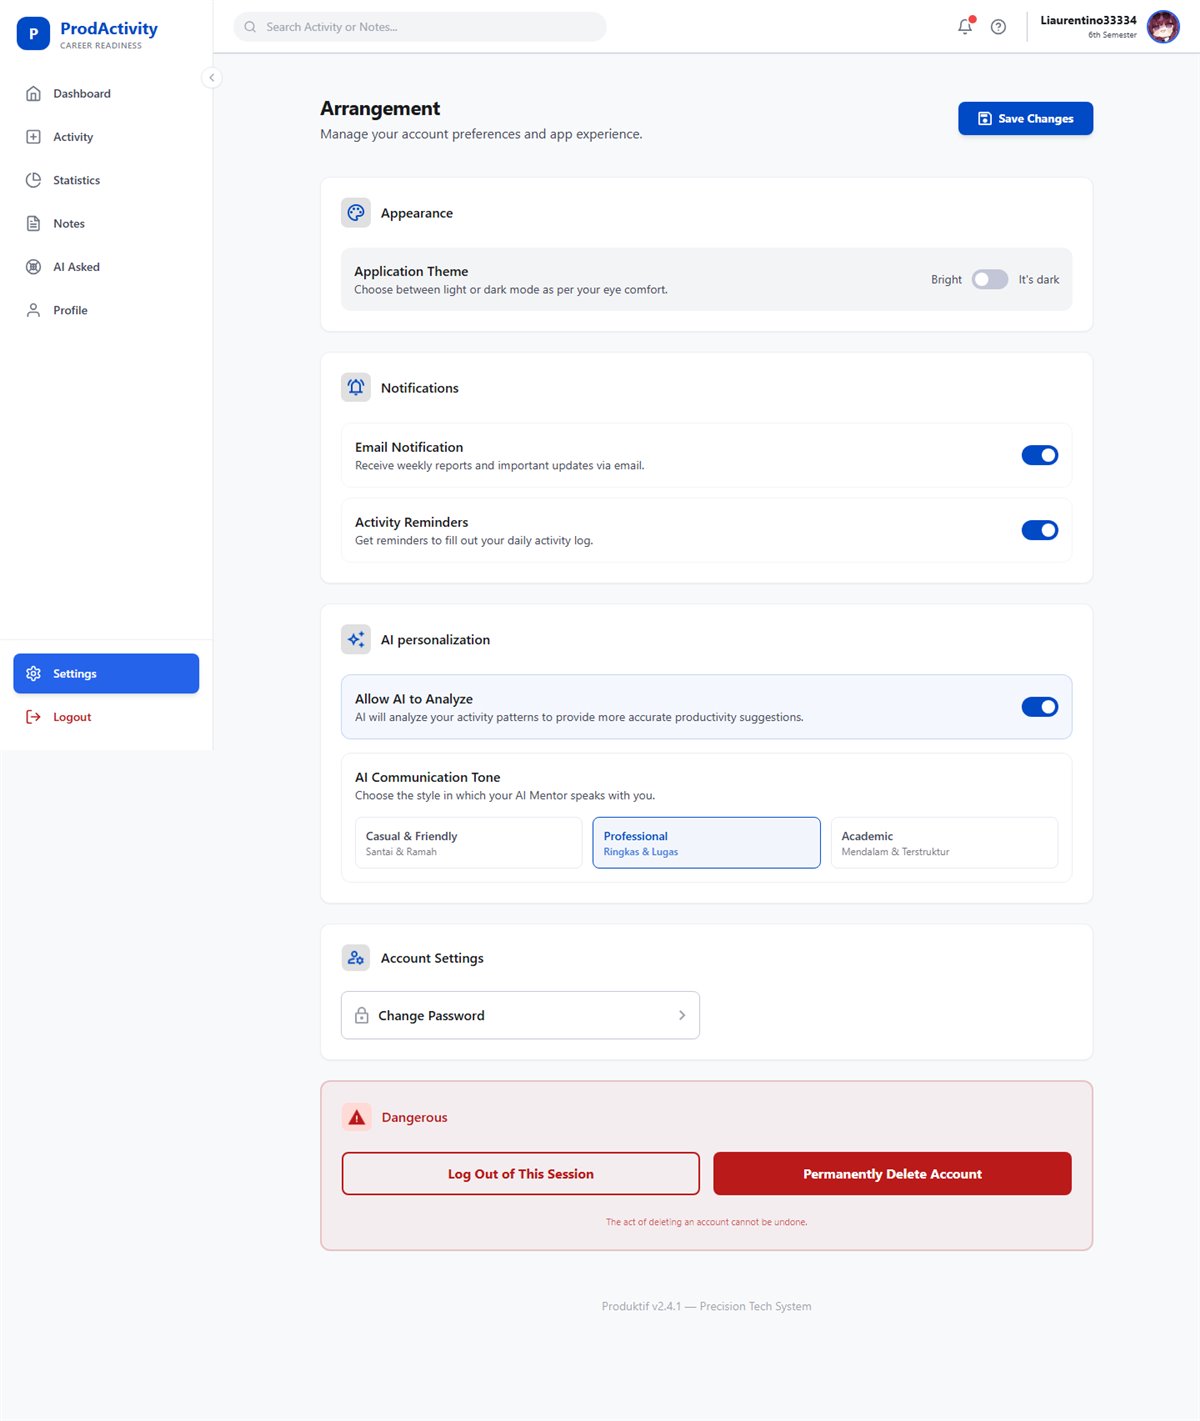 P
ProdActivity
CAREER READINESS
Search Activity or Notes...
Liaurentino33334
6th Semester
Dashboard
Activity
Statistics
Notes
AI Asked
Profile
Settings
Logout
Arrangement
Manage your account preferences and app experience.
Save Changes
Appearance
Application Theme
Choose between light or dark mode as per your eye comfort.
Bright
It's dark
Notifications
Email Notification
Receive weekly reports and important updates via email.
Activity Reminders
Get reminders to fill out your daily activity log.
AI personalization
Allow AI to Analyze
AI will analyze your activity patterns to provide more accurate productivity suggestions.
AI Communication Tone
Choose the style in which your AI Mentor speaks with you.
Casual & Friendly
Santai & Ramah
Professional
Ringkas & Lugas
Academic
Mendalam & Terstruktur
Account Settings
Change Password
Dangerous
Log Out of This Session
Permanently Delete Account
The act of deleting an account cannot be undone.
Produktif v2.4.1 — Precision Tech System